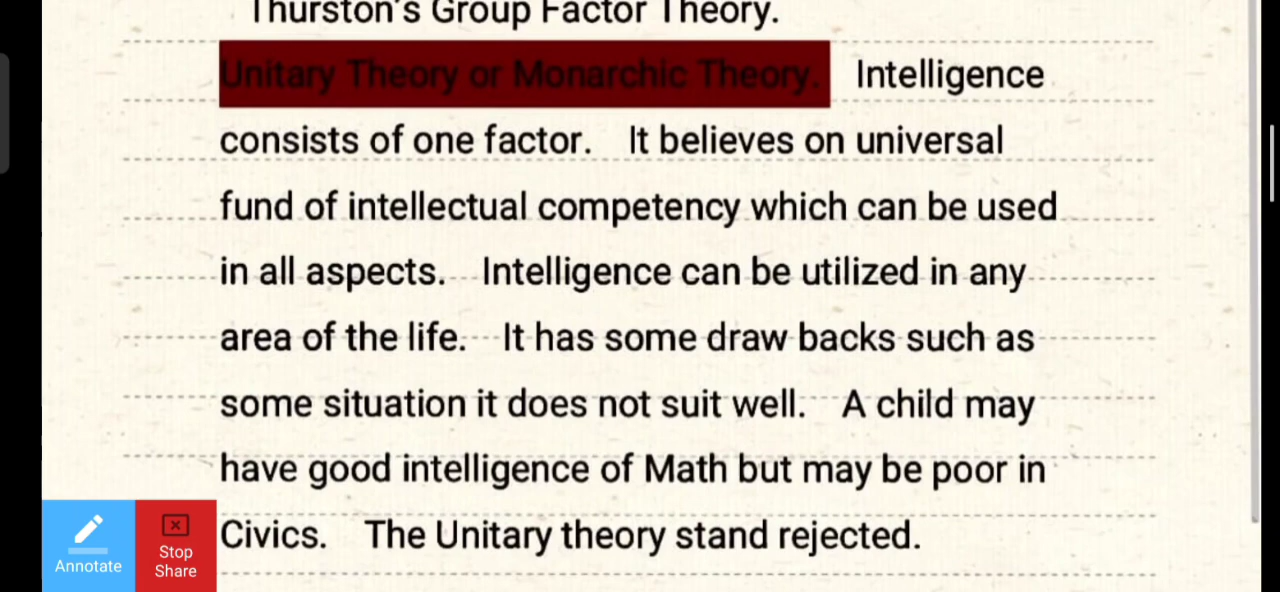 Thurston's Group Factor Theory.
Unitary Theory or Monarchic Theory. Intelligence
consists of one factor. It believes on universal
fund of intellectual competency which can be used
in all aspects. Intelligence can be utilized in any
area of the life. It has some draw backs such as
some situation it does not suit well. A child may
have good intelligence of Math but may be poor in
Civics. The Unitary theory stand rejected.
Annotate
Stop
Share